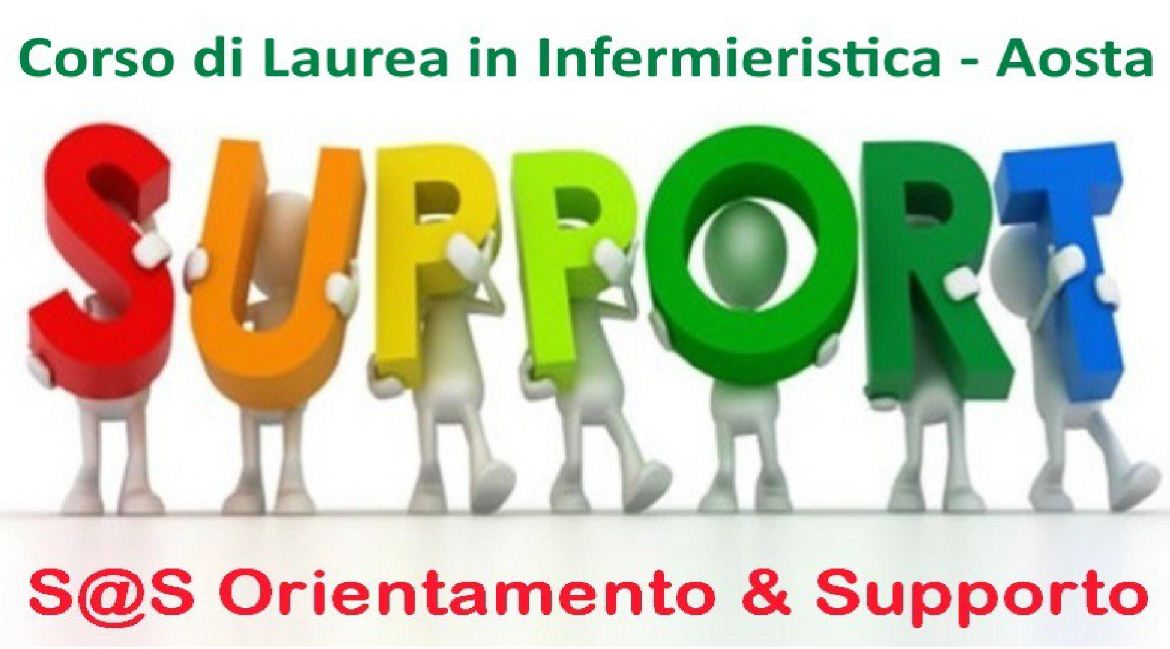 Corso di Laurea in Infermieristica - Aosta
SUPPORT
S@S Orientamento & Supporto